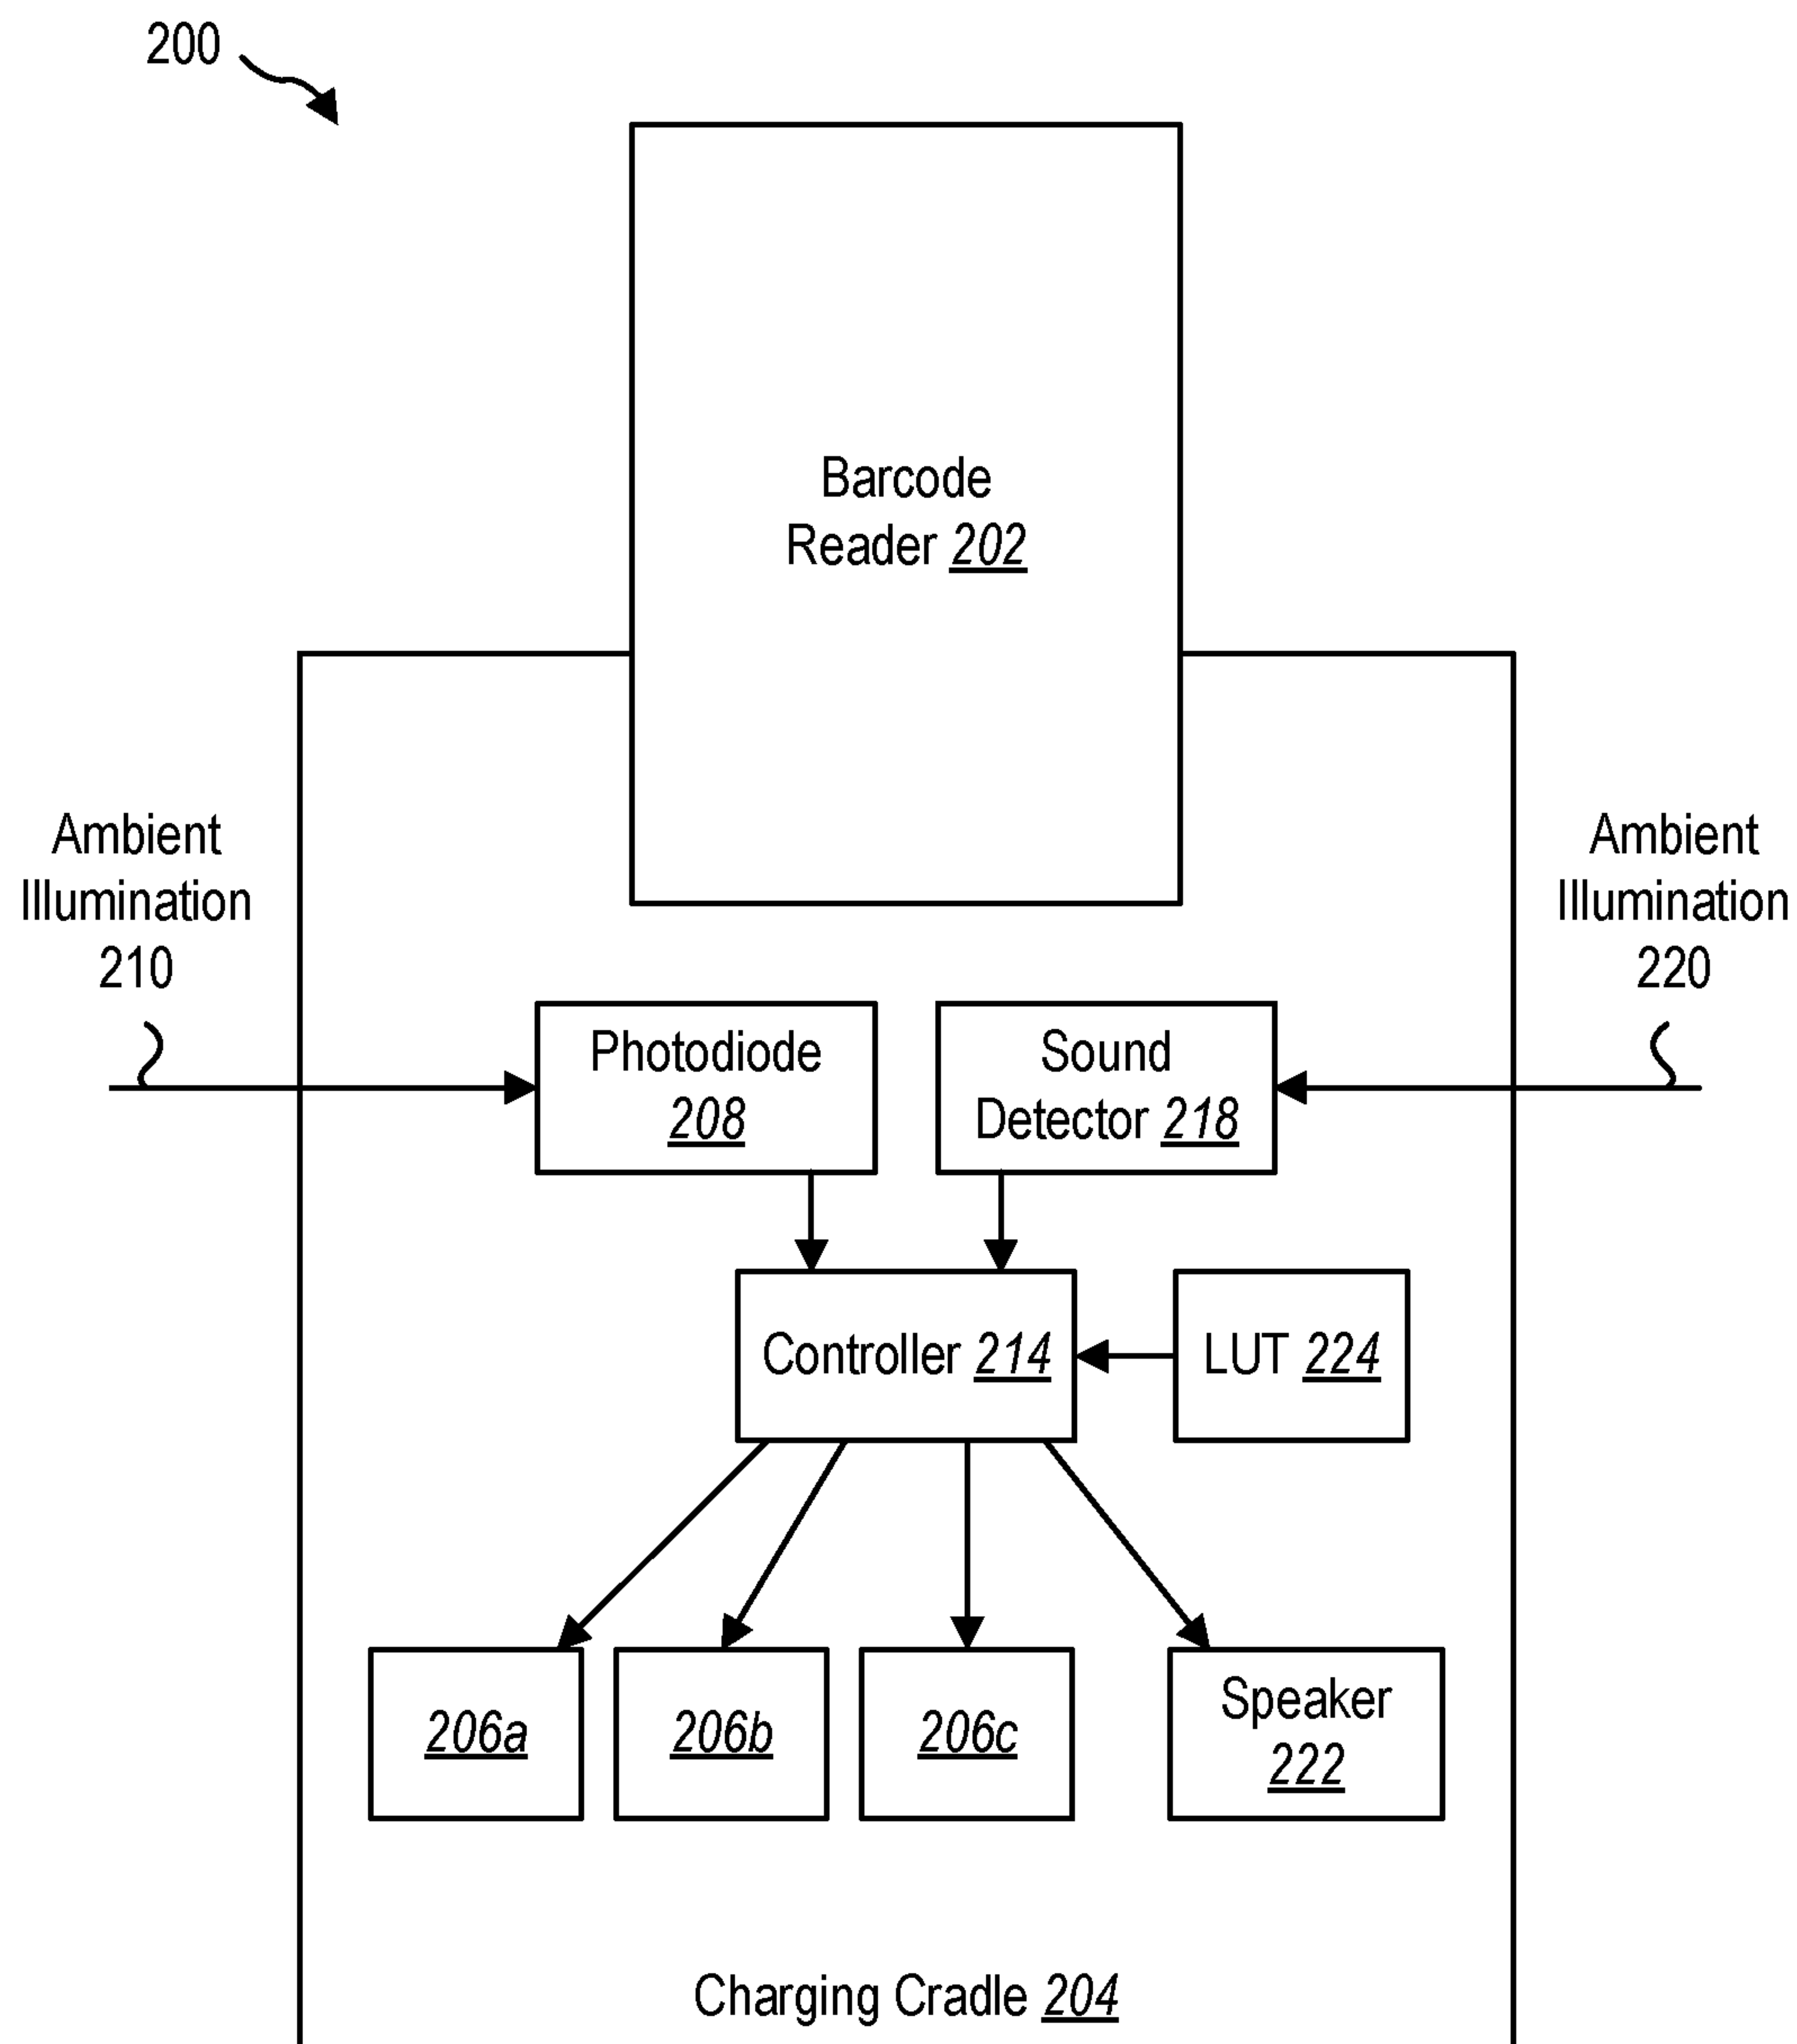 200
Barcode
Reader 202
Ambient
Illumination
210
Ambient
Illumination
220
Photodiode
208
Sound
Detector 218
Controller 214
LUT 224
206a
206b
206c
Speaker
222
Charging Cradle 204